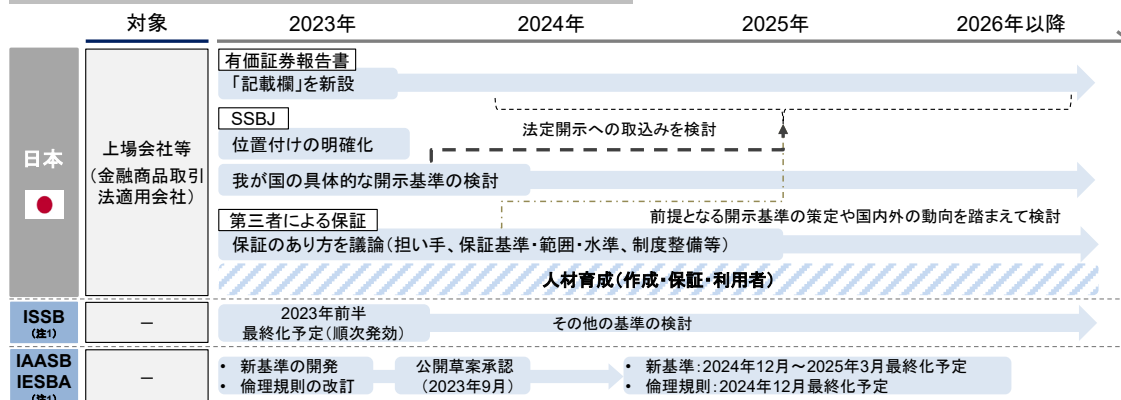 対象
2023年
2024年
2025年
2026年以降
日本
上場会社等
（金融商品取引
法適用会社）
有価証券報告書
「記載欄」を新設
SSBJ
位置付けの明確化
法定開示への取込みを検討
我が国の具体的な開示基準の検討
第三者による保証
前提となる開示基準の策定や国内外の動向を踏まえて検討
保証のあり方を議論（担い手、保証基準・範囲・水準、制度整備等）
人材育成（作成・保証・利用者）
ISSB
（注1）
－
2023年前半
最終化予定（順次発効）
その他の基準の検討
IAASB
IESBA
（注1）
－
• 新基準の開発
• 倫理規則の改訂
公開草案承認
（2023年9月）
• 新基準：2024年12月～2025年3月最終化予定
• 倫理規則：2024年12月最終化予定